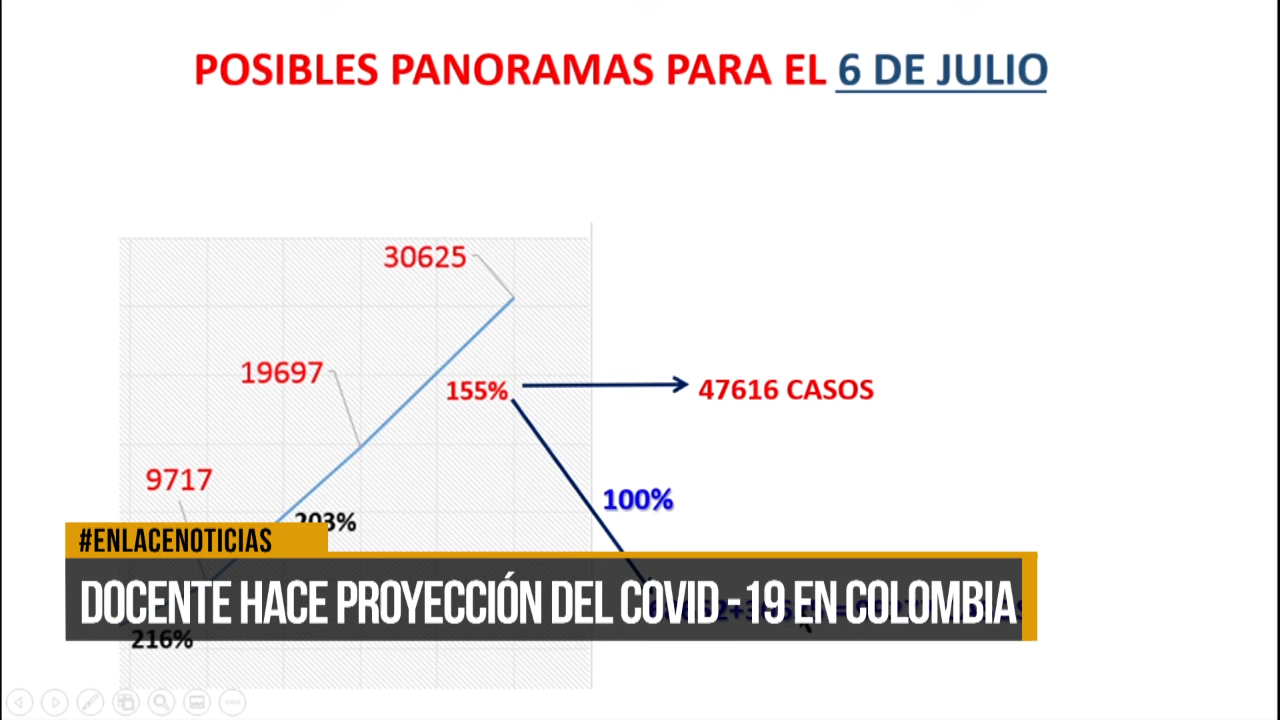 POSIBLES PANORAMAS PARA EL 6 DE JULIO
30625
19697
155%
47616 CASOS
9717
100%
203%
#ENLACENOTICIAS
DOCENTE HACE PROYECCIÓN DEL COVID -19 EN COLOMBIA
216%